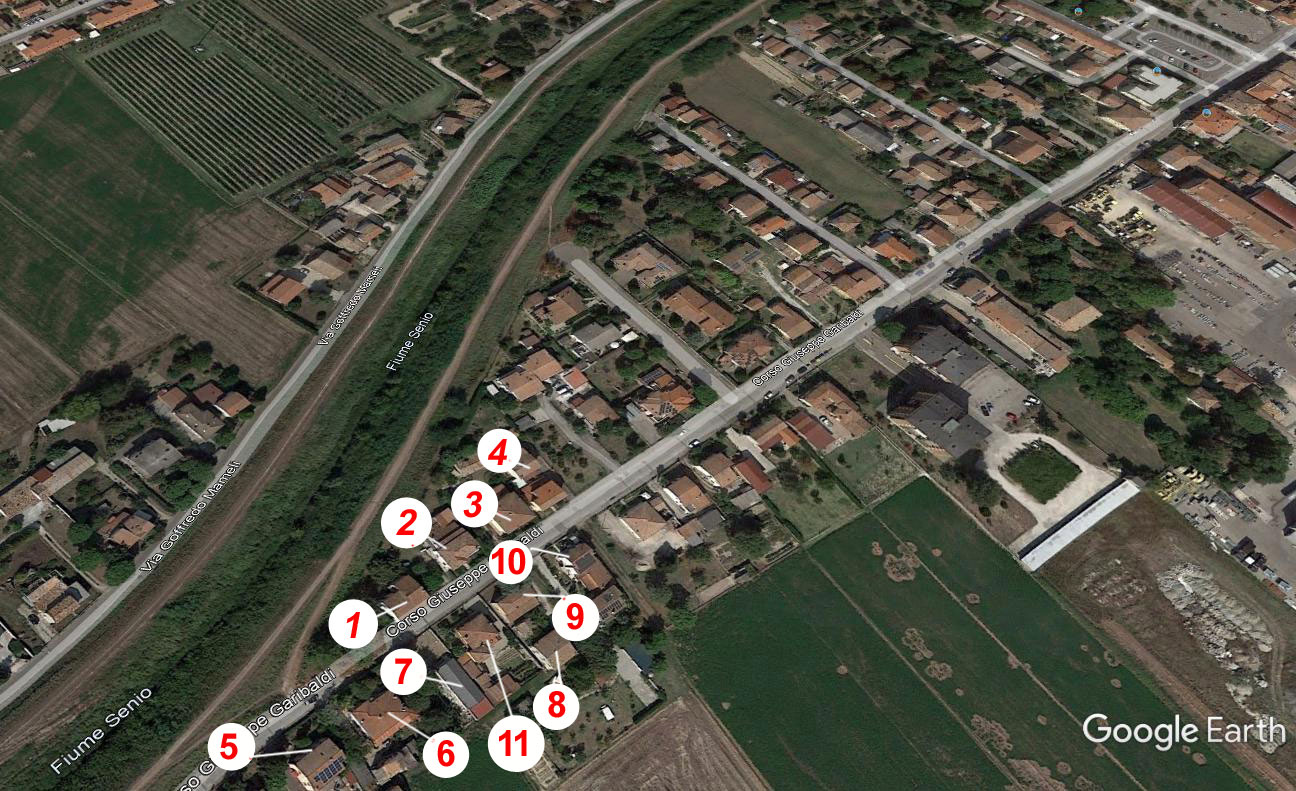 Via Goffredo Mameli
Fiume Senio
Corso Giuseppe Garibaldi
4
3
2
10
Corso Giuseppe Garibaldi
Via Goffredo Mameli
1
9
7
8
5
Corso Giuseppe Garibaldi
6
11
Fiume Senio
Google Earth